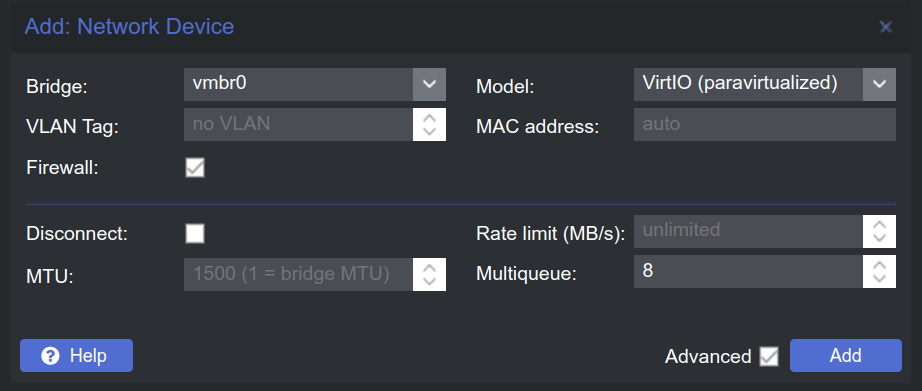 Add: Network Device
Bridge: vmbr0 Model: VirtIO (paravirtualized)
VLAN Tag: no VLAN MAC address: auto
Firewall:
Disconnect: Rate limit (MB/s): unlimited
MTU: 1500 (1 = bridge MTU) Multiqueue: 8
? Help Advanced Add